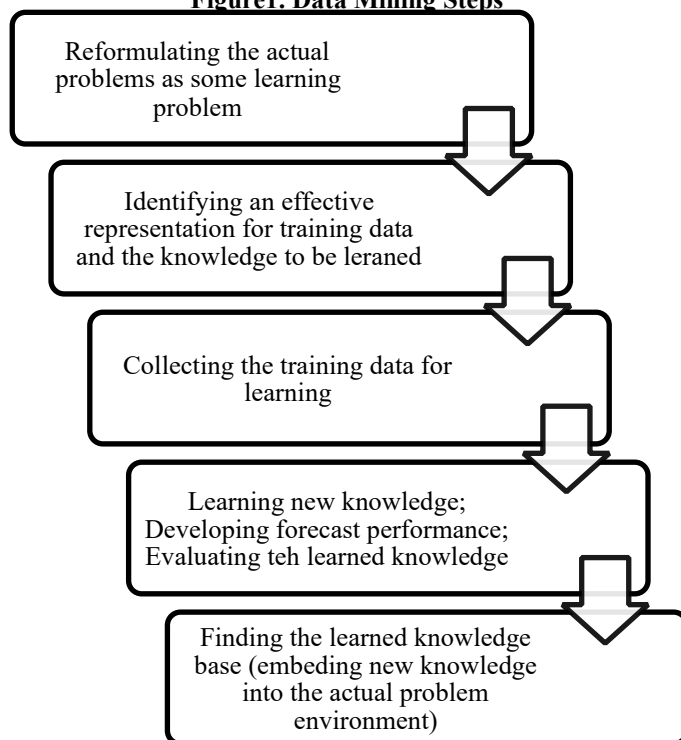 Figure1. Data Mining Steps
Reformulating the actual
problems as some learning
problem
Identifying an effective
representation for training data
and the knowledge to be leraned
Collecting the training data for
learning
Learning new knowledge;
Developing forecast performance;
Evaluating teh learned knowledge
Finding the learned knowledge
base (embeding new knowledge
into the actual problem
environment)